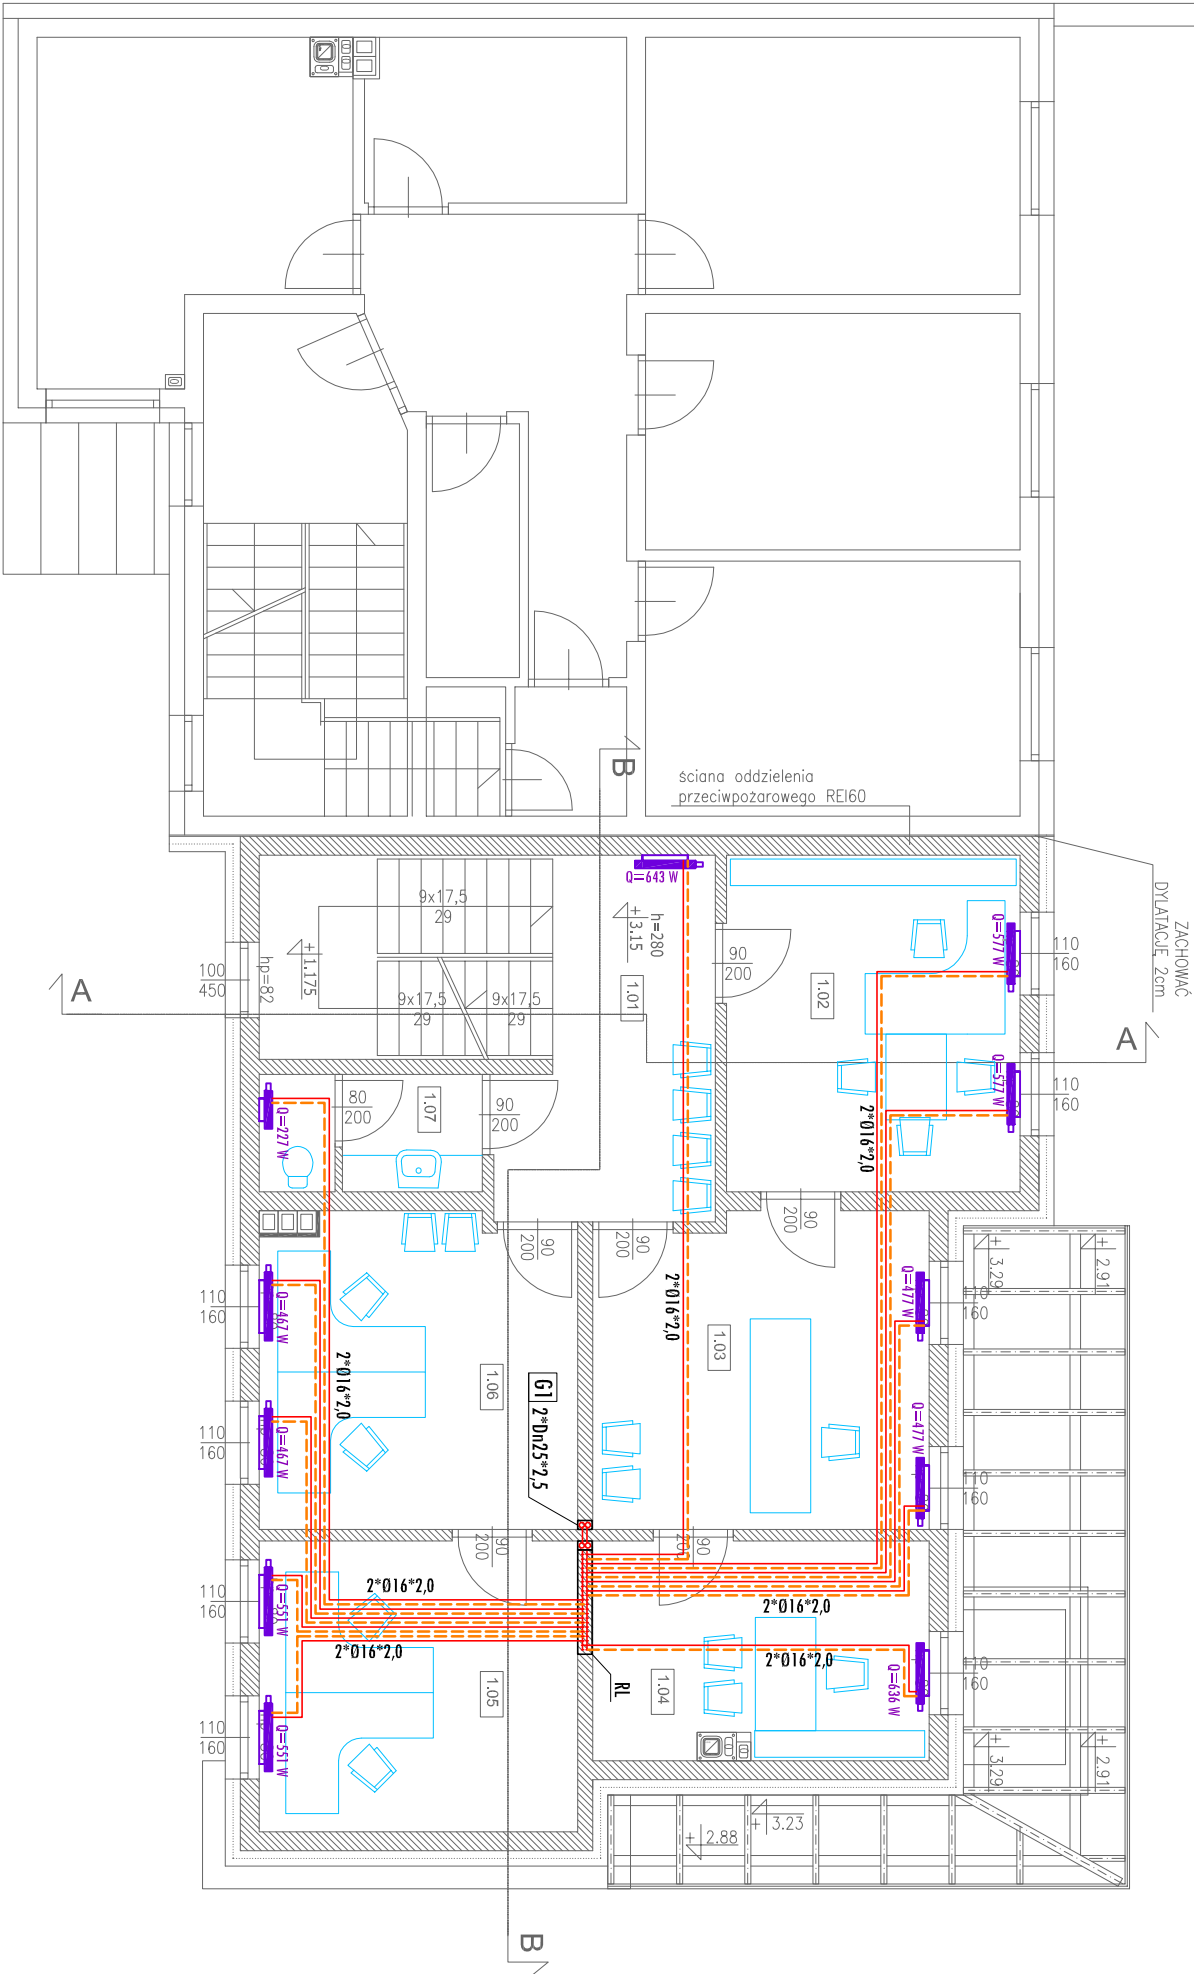 B
ściana oddzielenia
przeciwpożarowego REI60
ZACHOWAĆ
DYLATACJĘ 2cm
Q=643 W
9x17,5
29
h=280
+3.15
90
200
1.02
Q=577 W
110
160
+1.175
hp=82
100
450
A
9x17,5
29
9x17,5
29
1.01
A
Q=577 W
110
160
2*Ø16*2,0
80
200
1.07
90
200
Q=227 W
90
200
90
200
90
200
+3.29
+2.91
110
160
Q=467 W
2*Ø16*2,0
Q=477 W
110
160
1.03
2*Ø16*2,0
1.06
G1
2*Dn25*2,5
110
160
Q=467 W
Q=477 W
110
160
90
200
90
200
110
160
Q=551 W
2*Ø16*2,0
2*Ø16*2,0
2*Ø16*2,0
2*Ø16*2,0
RL
1.04
1.05
Q=636 W
110
160
110
160
Q=551 W
+3.29
+2.91
+3.23
+2.88
B